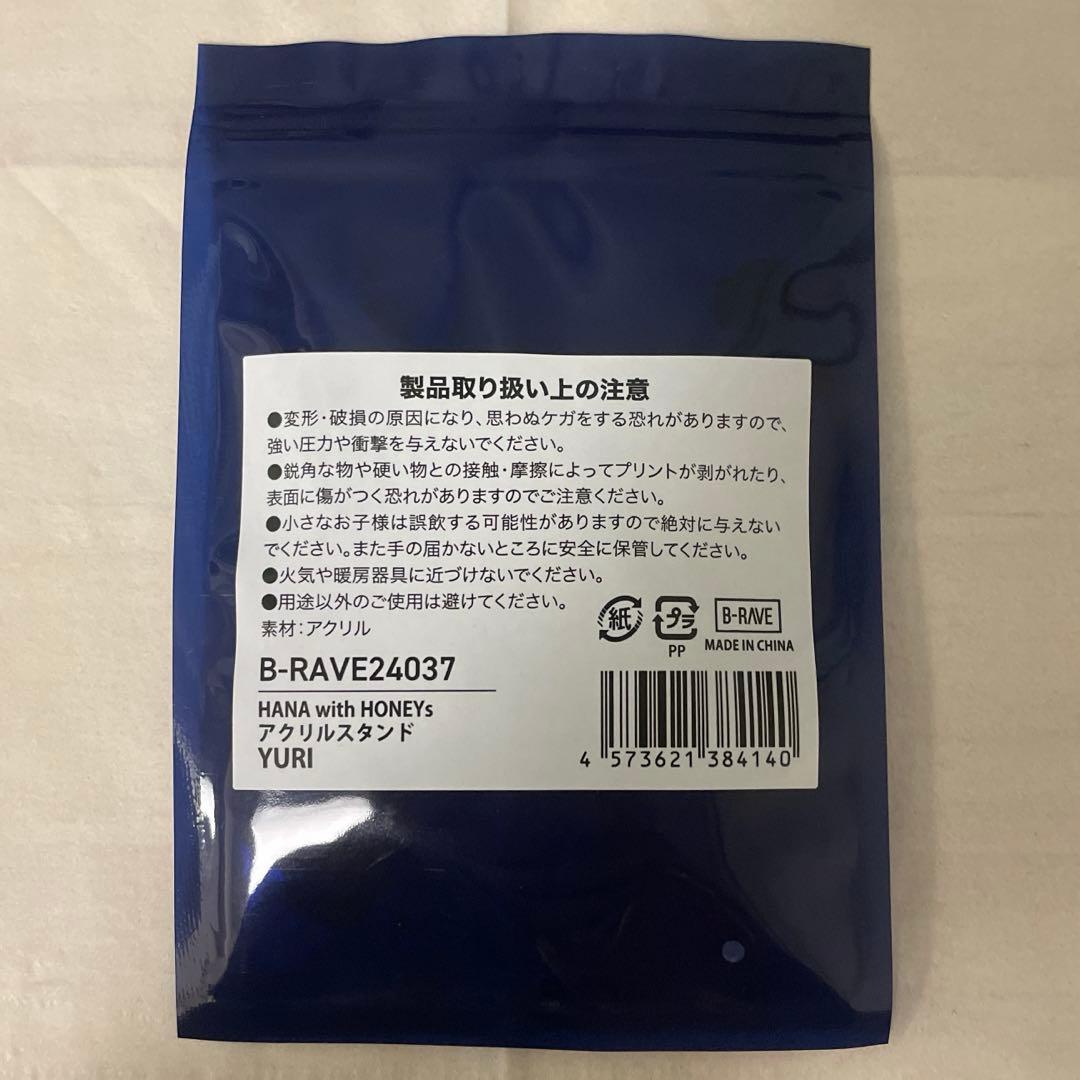 製品取り扱い上の注意
●変形・破損の原因になり、思わぬケガをする恐れがありますので、
強い圧力や衝撃を与えないでください。
●鋭角な物や硬い物との接触・摩擦によってプリントが剥がれたり、
表面に傷がつく恐れがありますのでご注意ください。
●小さなお子様は誤飲する可能性がありますので絶対に与えない
でください。また手の届かないところに安全に保管してください。
●火気や暖房器具に近づけないでください。
●用途以外のご使用は避けてください。
素材:アクリル
紙
プラ
PP
B-RAVE
MADE IN CHINA
B-RAVE24037
HANA with HONEYs
アクリルスタンド
YURI
4 573621 384140